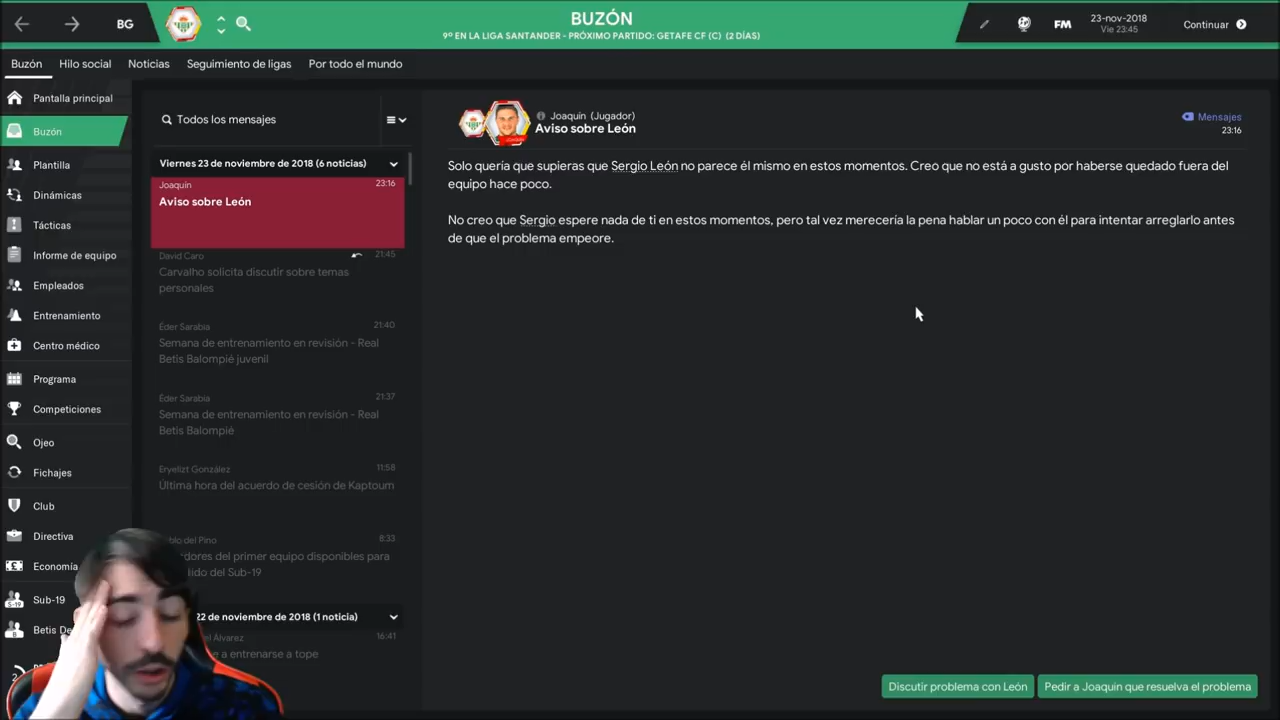 BG
BUZÓN
9º EN LA LIGA SANTANDER - PRÓXIMO PARTIDO: GETAFE CF (C) (2 DÍAS)
FM
23-nov-2018
Vie 23:45
Continuar
Buzón
Hilo social
Noticias
Seguimiento de ligas
Por todo el mundo
Pantalla principal
Buzón
Plantilla
Dinámicas
Tácticas
Informe de equipo
Empleados
Entrenamiento
Centro médico
Programa
Competiciones
Ojeo
Fichajes
Club
Directiva
Economía
Sub-19
Betis De
Todos los mensajes
Viernes 23 de noviembre de 2018 (6 noticias)
Joaquín 23:16
Aviso sobre León
David Caro 21:45
Carvalho solicita discutir sobre temas
personales
Éder Sarabia 21:40
Semana de entrenamiento en revisión - Real
Betis Balompié juvenil
Éder Sarabia 21:37
Semana de entrenamiento en revisión - Real
Betis Balompié
Eryelizt González 11:58
Última hora del acuerdo de cesión de Kaptoum
del Pino 8:33
del primer equipo disponibles para
del Sub-19
22 de noviembre de 2018 (1 noticia)
Álvarez 16:41
a entrenarse a tope
Joaquín (Jugador)
Aviso sobre León
Mensajes
23:16
Solo quería que supieras que Sergio León no parece él mismo en estos momentos. Creo que no está a gusto por haberse quedado fuera del
equipo hace poco.
No creo que Sergio espere nada de ti en estos momentos, pero tal vez merecería la pena hablar un poco con él para intentar arreglarlo antes
de que el problema empeore.
Discutir problema con León
Pedir a Joaquín que resuelva el problema